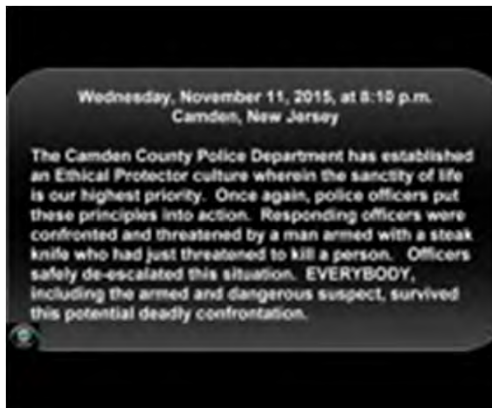 Wednesday, November 11, 2015, at 8:10 p.m.
Camden, New Jersey
The Camden County Police Department has established
an Ethical Protector culture wherein the sanctity of life
is our highest priority. Once again, police officers put
these principles into action. Responding officers were
confronted and threatened by a man armed with a steak
knife who had just threatened to kill a person. Officers
safely de-escalated this situation. EVERYBODY,
including the armed and dangerous suspect, survived
this potential deadly confrontation.